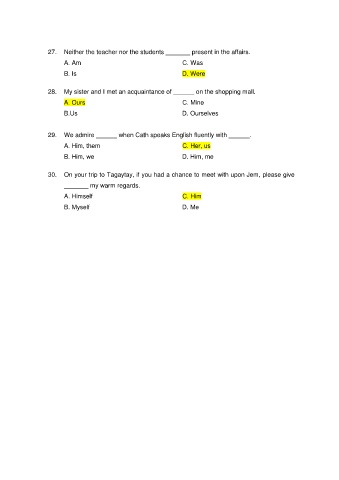 27. Neither the teacher nor the students _______ present in the affairs.
A. Am C. Was
B. Is D. Were
28. My sister and I met an acquaintance of _______ on the shopping mall.
A. Ours C. Mine
B.Us D. Ourselves
29. We admire _______ when Cath speaks English fluently with _______.
A. Him, them C. Her, us
B. Him, we D. Him, me
30. On your trip to Tagaytay, if you had a chance to meet with upon Jem, please give
_______ my warm regards.
A. Himself C. Him
B. Myself D. Me